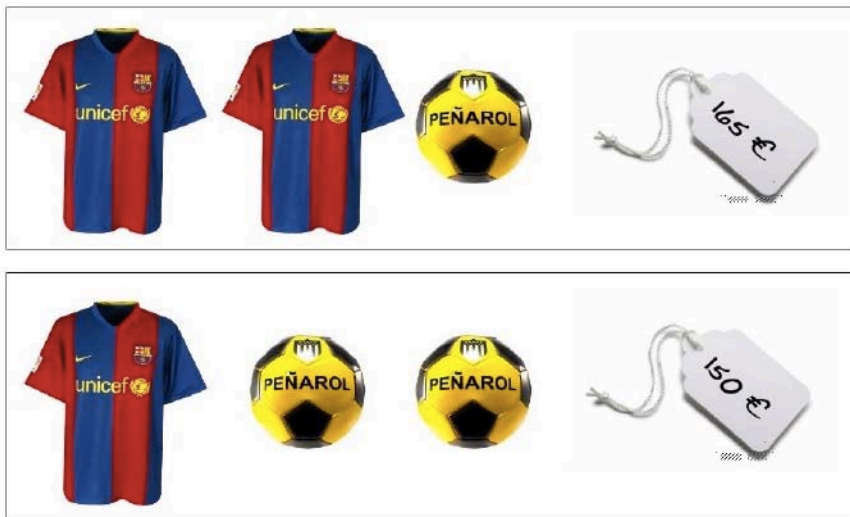 unicef
unicef
PEÑAROL
165 €
unicef
PEÑAROL
PEÑAROL
150 €